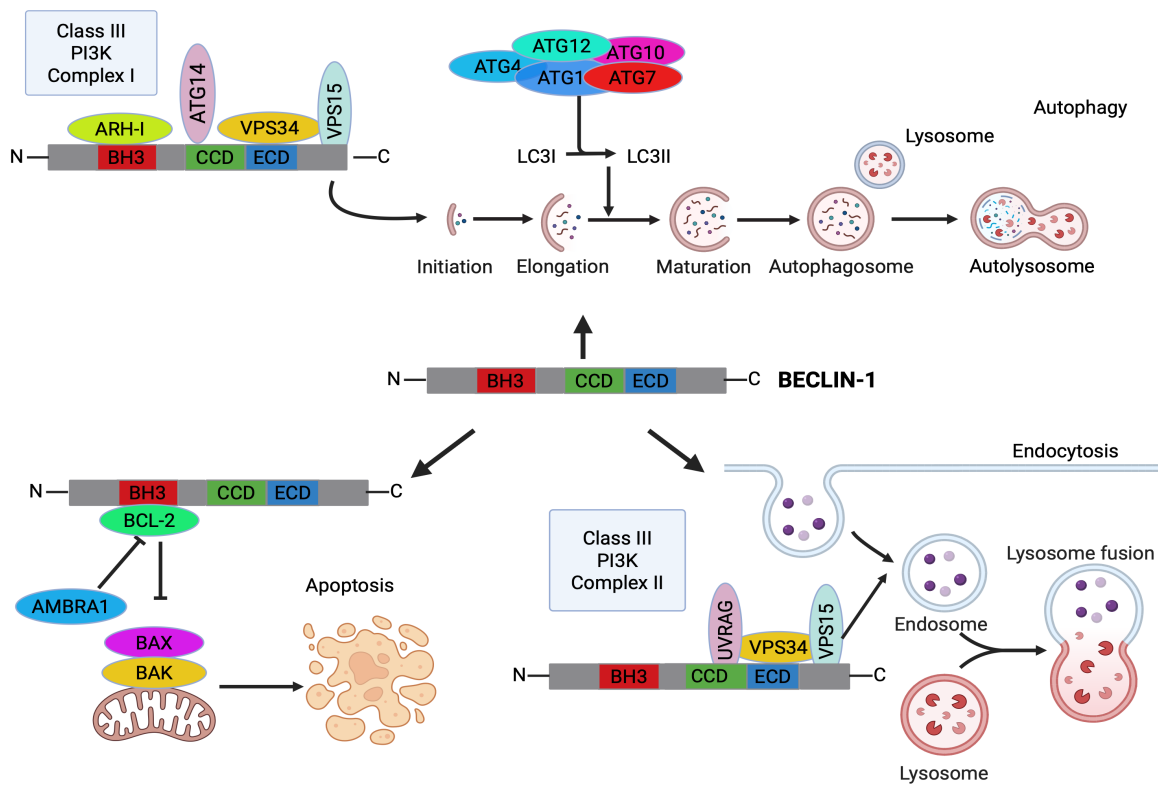 Class III
PI3K
Complex I
ARH-I
ATG14
VPS34
VPS15
N
BH3
CCD
ECD
C
ATG12
ATG4
ATG10
ATG1
ATG7
LC3I
LC3II
Autophagy
Lysosome
Initiation
Elongation
Maturation
Autophagosome
Autolysosome
N
BH3
CCD
ECD
C
BECLIN-1
N
BH3
CCD
ECD
C
BCL-2
AMBRA1
BAX
BAK
Apoptosis
Endocytosis
Class III
PI3K
Complex II
UVRAG
VPS34
VPS15
N
BH3
CCD
ECD
C
Endosome
Lysosome fusion
Lysosome